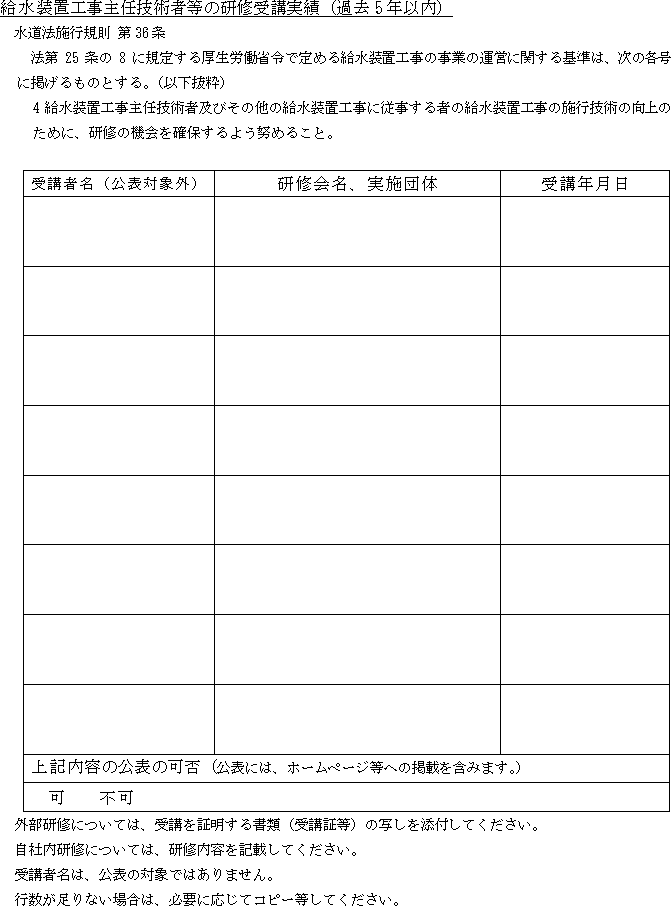 給水装置工事主任技術者等の研修受講実績（過去5年以内）
水道法施行規則 第36条
法第 25 条の 8 に規定する厚生労働省令で定める給水装置工事の事業の運営に関する基準は、次の各号
に掲げるものとする。（以下抜粋）
4 給水装置工事主任技術者及びその他の給水装置工事に従事する者の給水装置工事の施行技術の向上の
ために、研修の機会を確保するよう努めること。
受講者名（公表対象外） 研修会名、実施団体 受講年月日
上記内容の公表の可否（公表には、ホームページ等への掲載を含みます。）
可 不可
外部研修については、受講を証明する書類（受講証等）の写しを添付してください。
自社内研修については、研修内容を記載してください。
受講者名は、公表の対象ではありません。
行数が足りない場合は、必要に応じてコピー等してください。